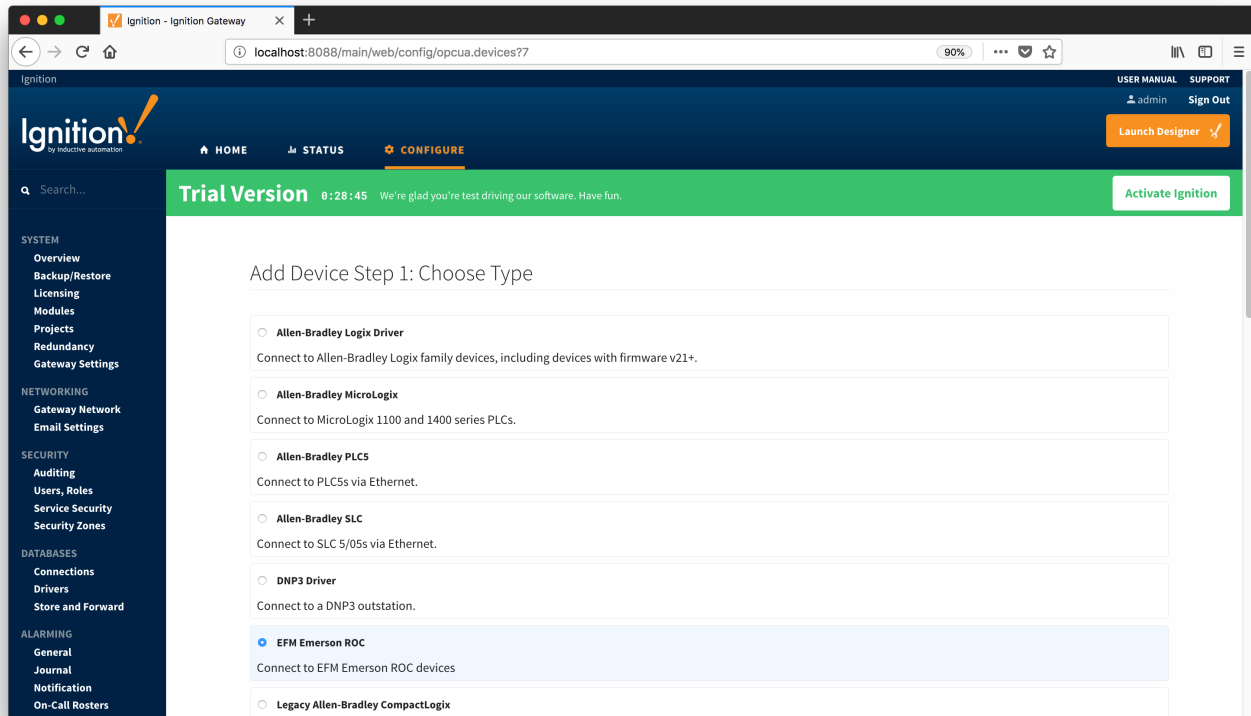 Ignition - Ignition Gateway
localhost:8088/main/web/config/opcua.devices?7
90%
Ignition
USER MANUAL SUPPORT
admin Sign Out
Ignition!
by inductive automation
Launch Designer
HOME STATUS CONFIGURE
Search...
Trial Version 0:28:45 We're glad you're test driving our software. Have fun.
Activate Ignition
SYSTEM
Overview
Backup/Restore
Licensing
Modules
Projects
Redundancy
Gateway Settings
NETWORKING
Gateway Network
Email Settings
SECURITY
Auditing
Users, Roles
Service Security
Security Zones
DATABASES
Connections
Drivers
Store and Forward
ALARMING
General
Journal
Notification
On-Call Rosters
Add Device Step 1: Choose Type
Allen-Bradley Logix Driver
Connect to Allen-Bradley Logix family devices, including devices with firmware v21+.
Allen-Bradley MicroLogix
Connect to MicroLogix 1100 and 1400 series PLCs.
Allen-Bradley PLC5
Connect to PLC5s via Ethernet.
Allen-Bradley SLC
Connect to SLC 5/05s via Ethernet.
DNP3 Driver
Connect to a DNP3 outstation.
EFM Emerson ROC
Connect to EFM Emerson ROC devices
Legacy Allen-Bradley CompactLogix